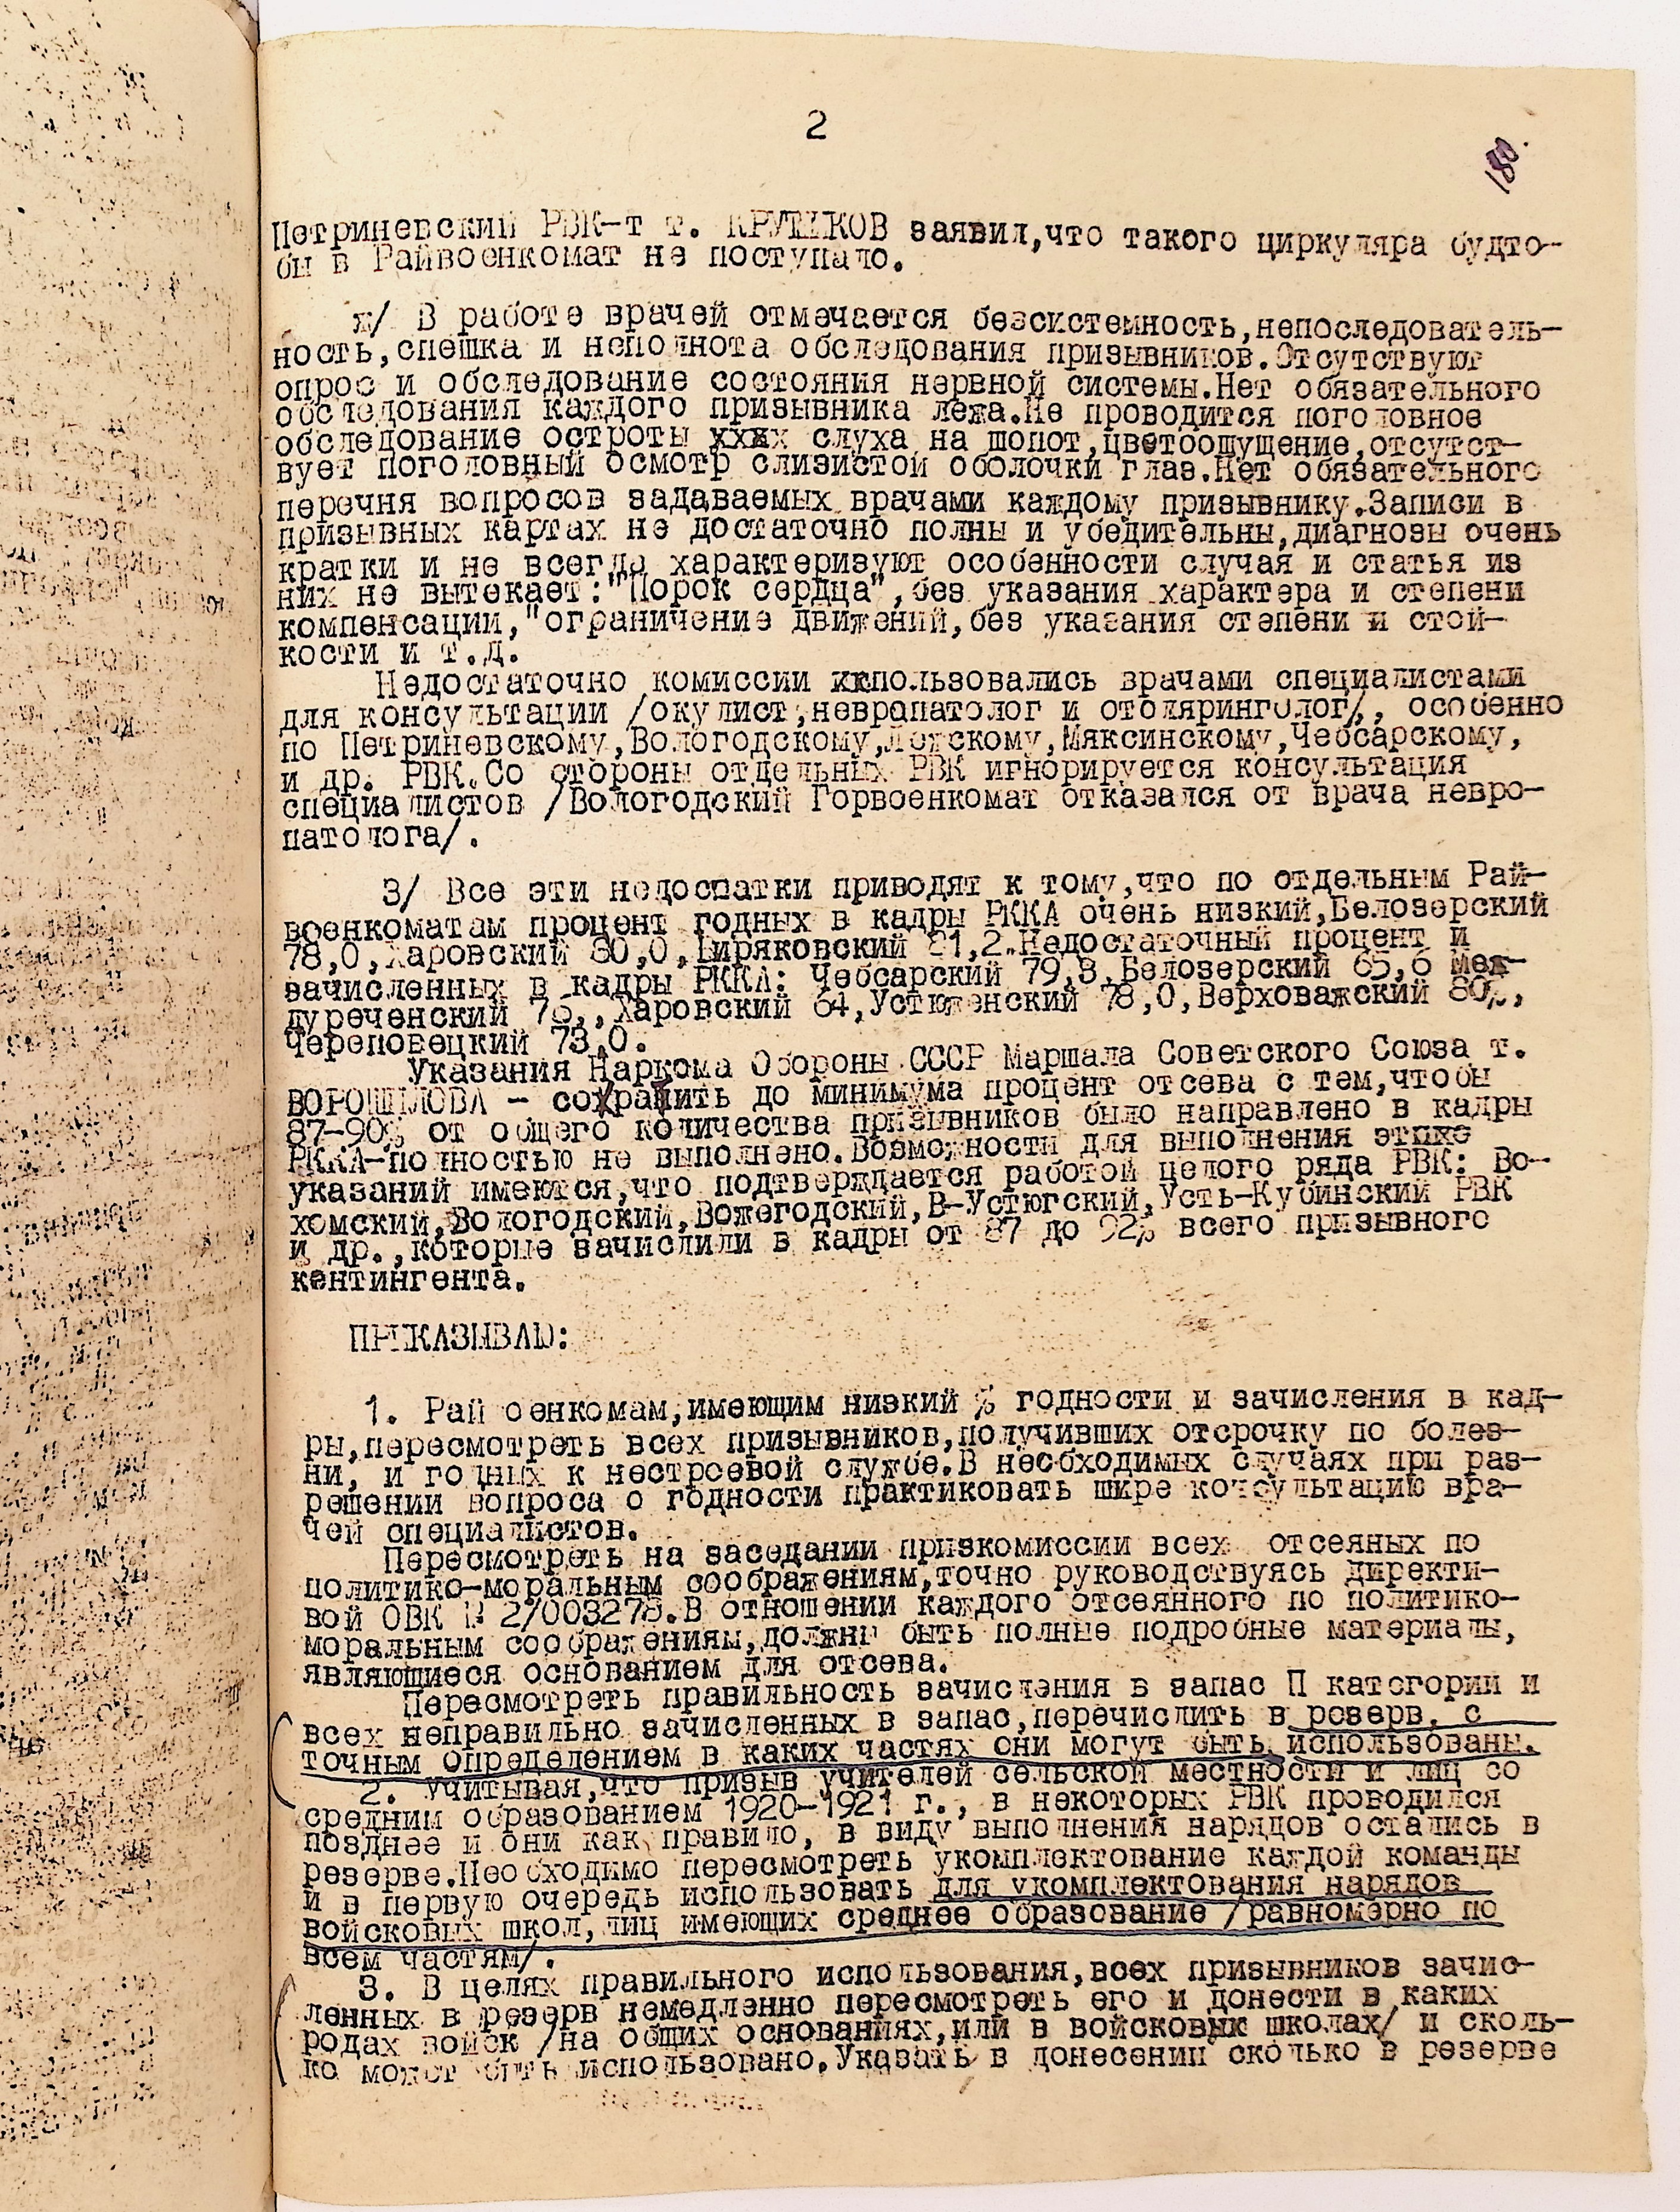 2
180.
Петриневский РВК-т т. КРУТИКОВ заявил,что такого циркуляра будто-
бы в Райвоенкомат не поступало.
ж/ В работе врачей отмечается безсистемность,непоследователь-
ность,спешка и неполнота обследования призывников.Отсутствуют
опрос и обследование состояния нервной системы.Нет обязательного
обследования каждого призывника лежа.Не проводится поголовное
обследование остроты хххх слуха на шопот,цветоощущение,отсутст-
вует поголовный осмотр слизистой оболочки глаз.Нет обязательного
перечня вопросов задаваемых врачами каждому призывнику.Записи в
призывных картах не достаточно полны и убедительны,диагнозы очень
кратки и не всегда характеризуют особенности случая и статья из
них не вытекает:"Порок сердца",без указания характера и степени
компенсации,"ограничение движений,без указания степени и стой-
кости и т.д.
Недостаточно комиссии пользовались врачами специалистами
для консультации /окулист,невропатолог и отоляринголог/, особенно
по Петриневскому,Вологодскому, Мяксинскому,Чебсарскому,
и др. РВК.Со стороны отдельных РВК игнорируется консультация
специалистов /Вологодский Горвоенкомат отказался от врача невро-
патолога/.
3/ Все эти недоспатки приводят к тому,что по отдельным Рай-
военкоматам процент годных в кадры РККА очень низкий,Белозерский
78,0,Харовский 80,0, 81,2.Недостаточный процент и
зачисленных в кадры РККА: Чебсарский 79,8,Белозерский 65,6 Меж-
дуреченский 76,,Харовский 64,Устюженский 78,0,Верховажский 80%,
Череповецкий 73,0.
Указания Наркома Обороны СССР Маршала Советского Союза т.
ВОРОШИЛОВА - сократить до минимума процент отсева с тем,чтобы
87-90% от общего количества призывников было направлено в кадры
РККА-полностью не выполнено.Возможности для выполнения этихе
указаний имеются,что подтверждается работой целого ряда РВК: Во-
хомский,Вологодский,Вожегодский,В-Устюгский,Усть-Кубинский РВК
и др.,которые зачислили в кадры от 87 до 92% всего призывного
кентингента.
ПРИКАЗЫВАЮ:
1. Рай оенкомам,имеющим низкий % годности и зачисления в кад-
ры,пересмотреть всех призывников,получивших отсрочку по болез-
ни, и годных к нестроевой службе.В необходимых случаях при раз-
решении вопроса о годности практиковать шире консультацию вра-
чей специалистов.
Пересмотреть на заседании призкомиссии всех отсеяных по
политико-моральным соображениям,точно руководствуясь директи-
вой ОВК № 2/003278.В отношении каждого отсеянного по политико-
моральным соображениям,должны быть полные подробные материалы,
являющиеся основанием для отсева.
Пересмотреть правильность зачисления в запас П категории и
всех неправильно зачисленных в запас,перечислить в резерв, с
точным определением в каких частях они могут быть использованы.
2. Учитывая,что призыв учителей сельской местности и лиц со
средним образованием 1920-1921 г., в некоторых РВК проводился
позднее и они как правило, в виду выполнения нарядов остались в
резерве.Необходимо пересмотреть укомплектование каждой команды
и в первую очередь использовать для укомплектования нарядов
войсковых школ,лиц имеющих среднее образование /равномерно по
всем частям/.
3. В целях правильного использования,всех призывников зачис-
ленных в резерв немедленно пересмотреть его и донести в каких
родах войск /на общих основаниях,или в войсковых школах/ и сколь-
ко может быть использовано.Указать в донесении сколько в резерве